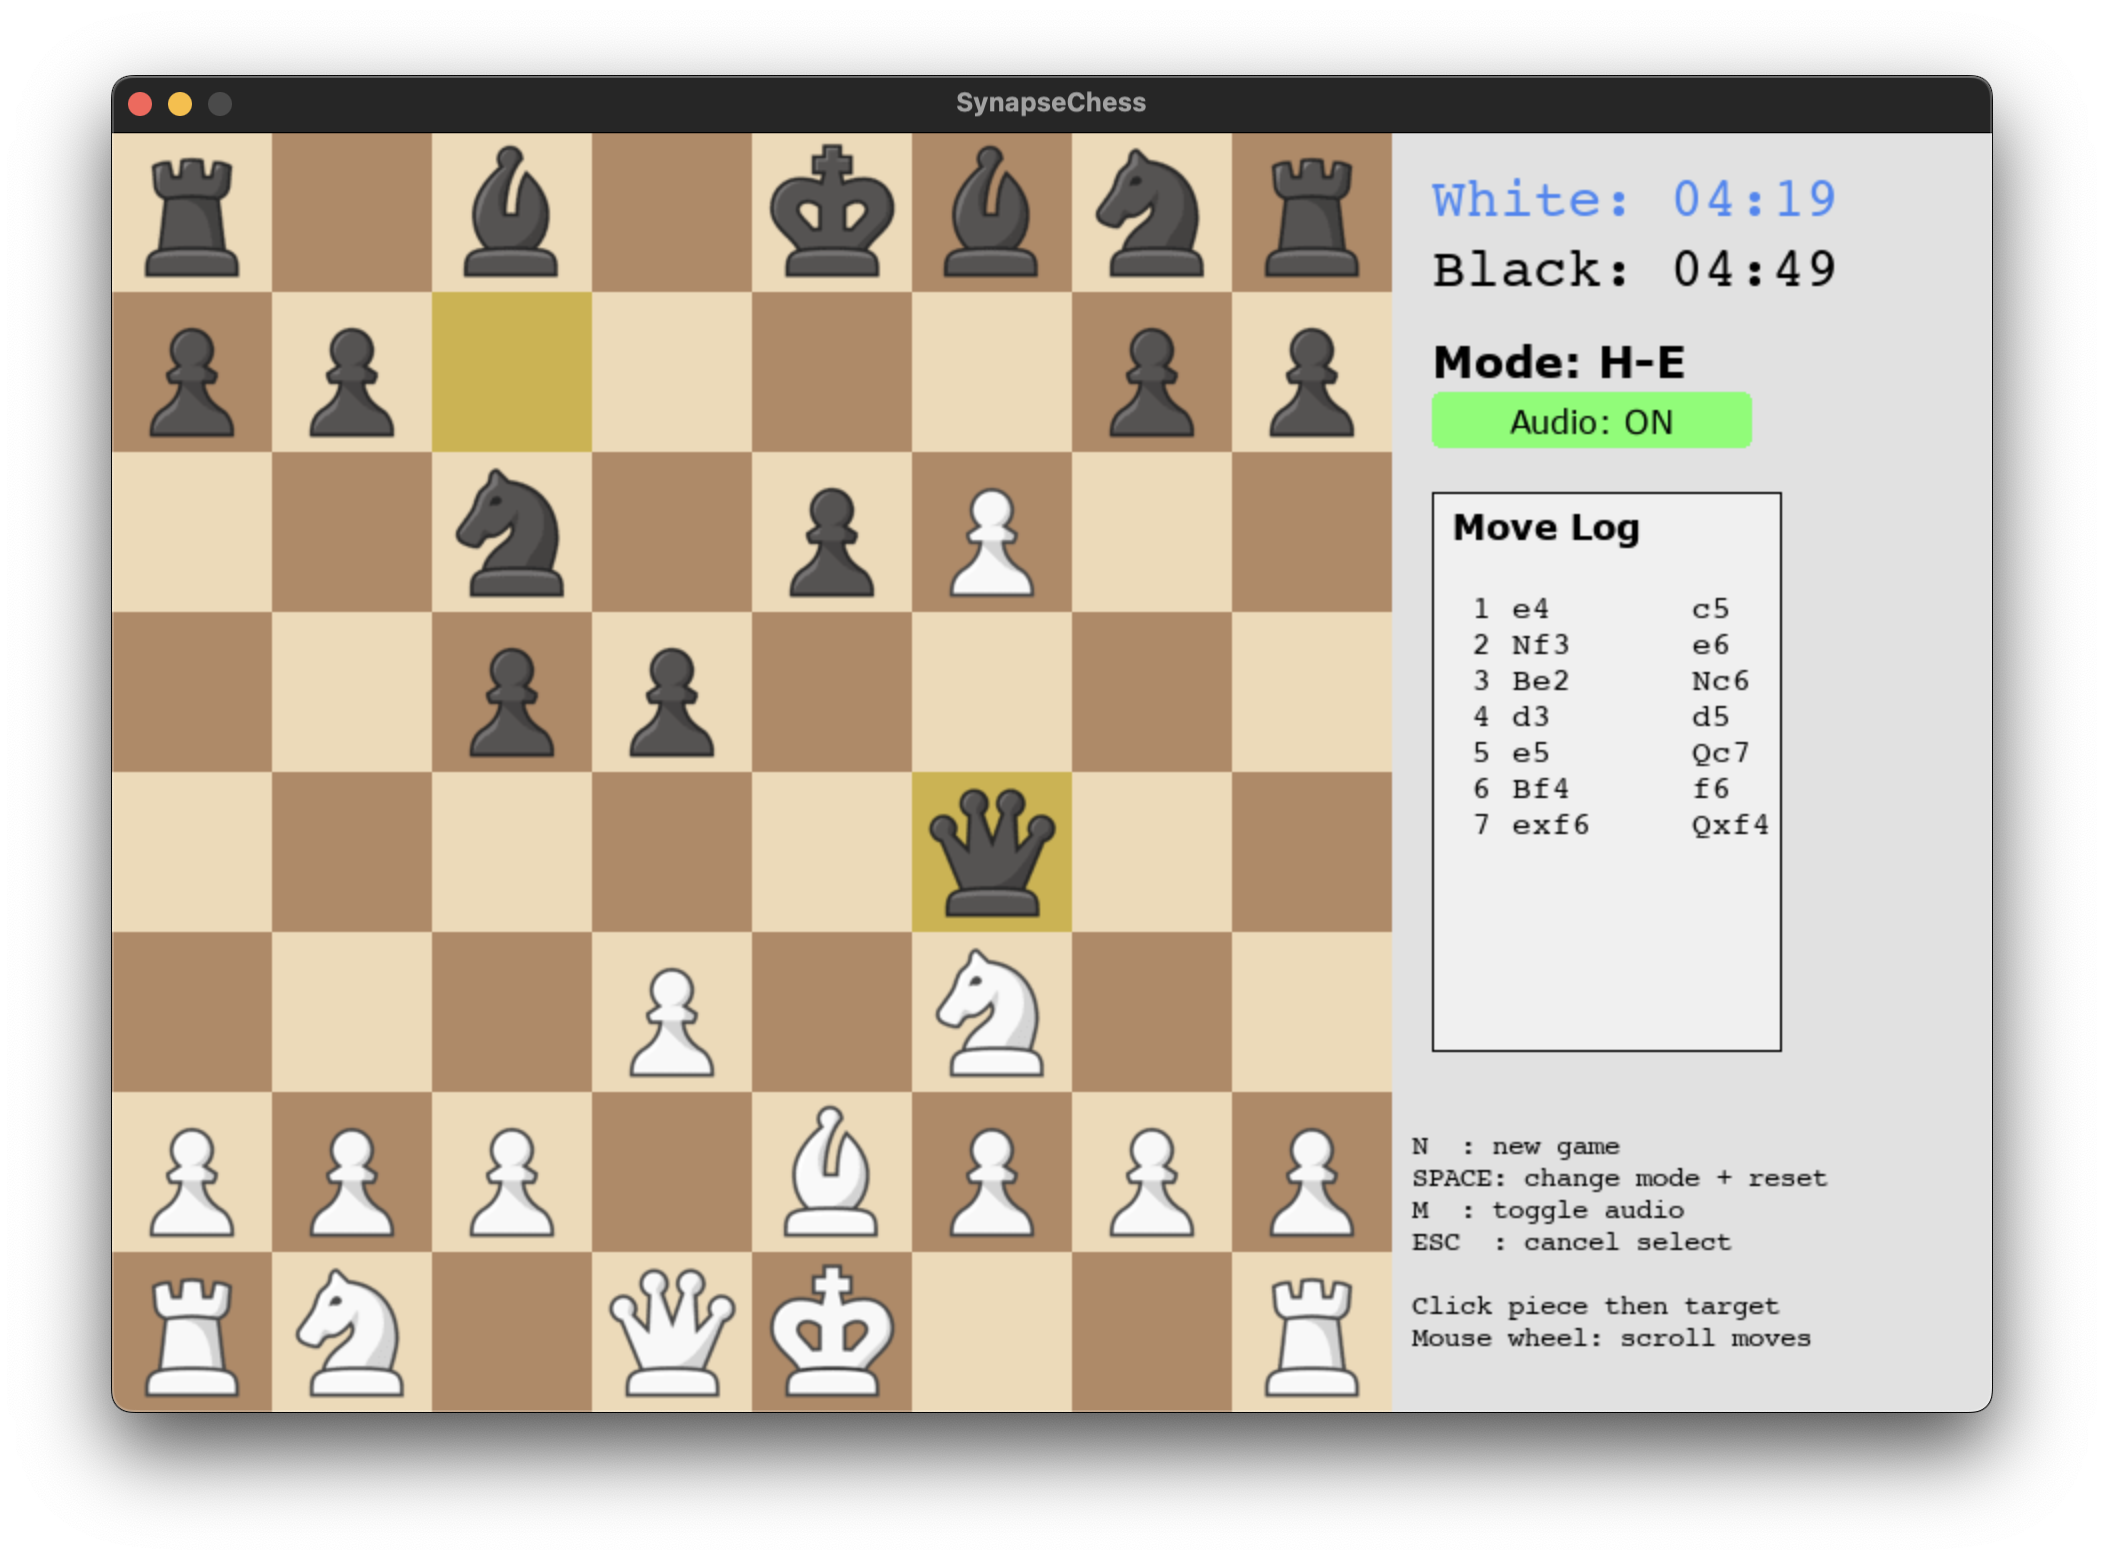 SynapseChess
White: 04:19
Black: 04:49
Mode: H-E
Audio: ON
Move Log
1 e4 c5
2 Nf3 e6
3 Be2 Nc6
4 d3 d5
5 e5 Qc7
6 Bf4 f6
7 exf6 Qxf4
N : new game
SPACE: change mode + reset
M : toggle audio
ESC : cancel select
Click piece then target
Mouse wheel: scroll moves